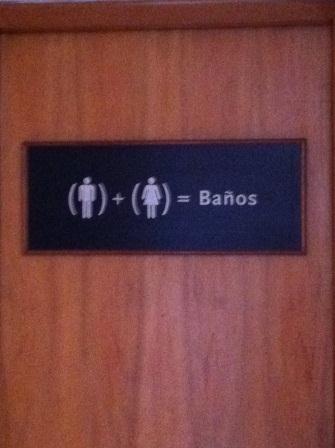 ( ) + ( ) = Baños